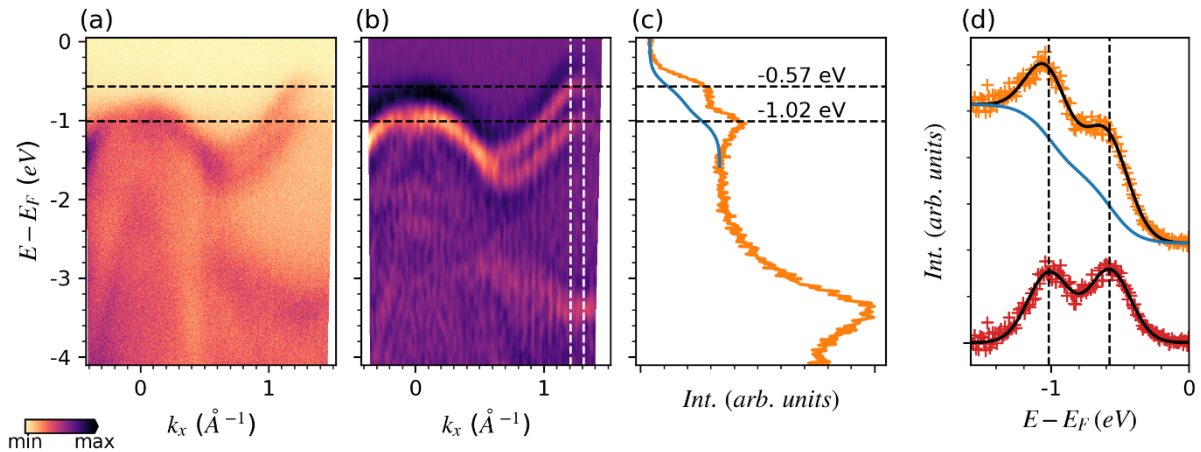 (a)
(b)
(c)
(d)
0
-1
-2
-3
-4
E − E_F (eV)
-0.57 eV
-1.02 eV
Int. (arb. units)
0
1
0
1
-1
0
k_x (Å⁻¹)
k_x (Å⁻¹)
Int. (arb. units)
E − E_F (eV)
min
max